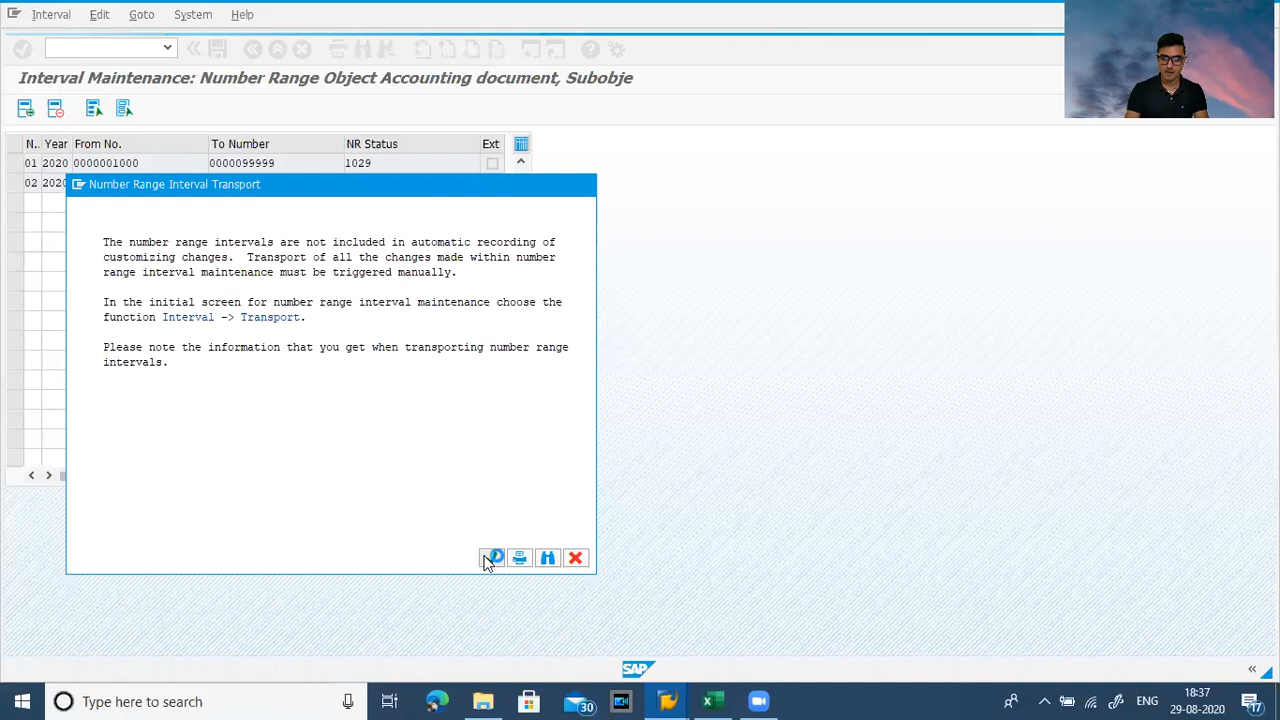 Interval Edit Goto System Help
Interval Maintenance: Number Range Object Accounting document, Subobje
N.. Year From No. To Number NR Status Ext
01 2020 0000001000 0000099999 1029
02 2020
Number Range Interval Transport
The number range intervals are not included in automatic recording of
customizing changes. Transport of all the changes made within number
range interval maintenance must be triggered manually.
In the initial screen for number range interval maintenance choose the
function Interval -> Transport.
Please note the information that you get when transporting number range
intervals.
SAP
Type here to search
30
ENG
18:37
29-08-2020
17